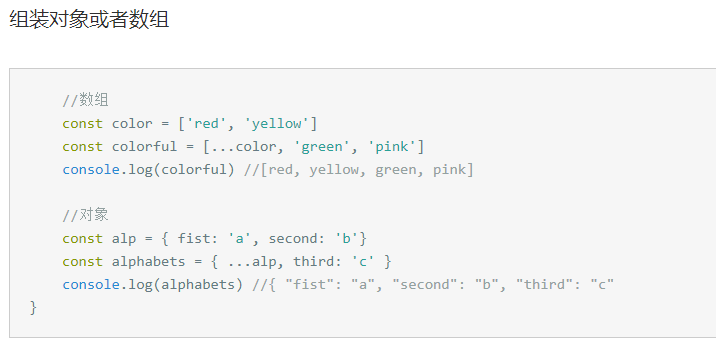 组装对象或者数组
//数组
const color = ['red', 'yellow']
const colorful = [...color, 'green', 'pink']
console.log(colorful) //[red, yellow, green, pink]
//对象
const alp = { fist: 'a', second: 'b'}
const alphabets = { ...alp, third: 'c' }
console.log(alphabets) //{ "fist": "a", "second": "b", "third": "c"
}